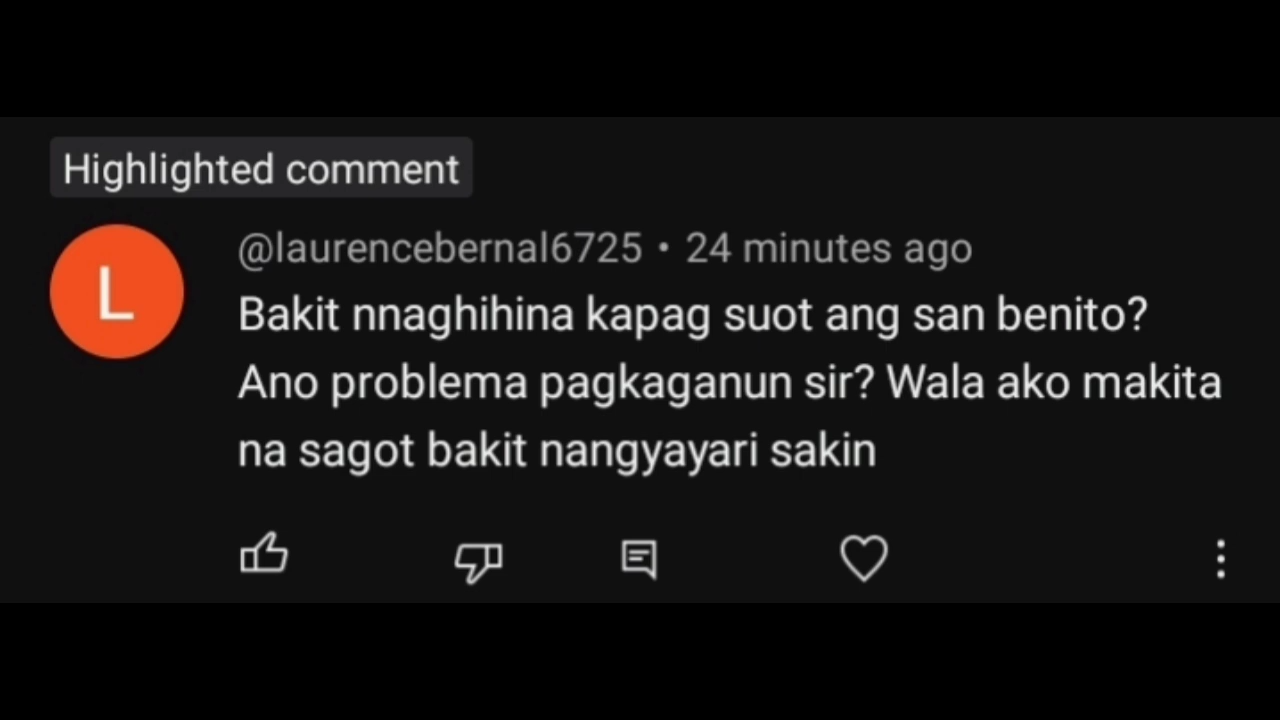 Highlighted comment
L
@laurencebernal6725 • 24 minutes ago
Bakit nnaghihina kapag suot ang san benito?
Ano problema pagkaganun sir? Wala ako makita
na sagot bakit nangyayari sakin